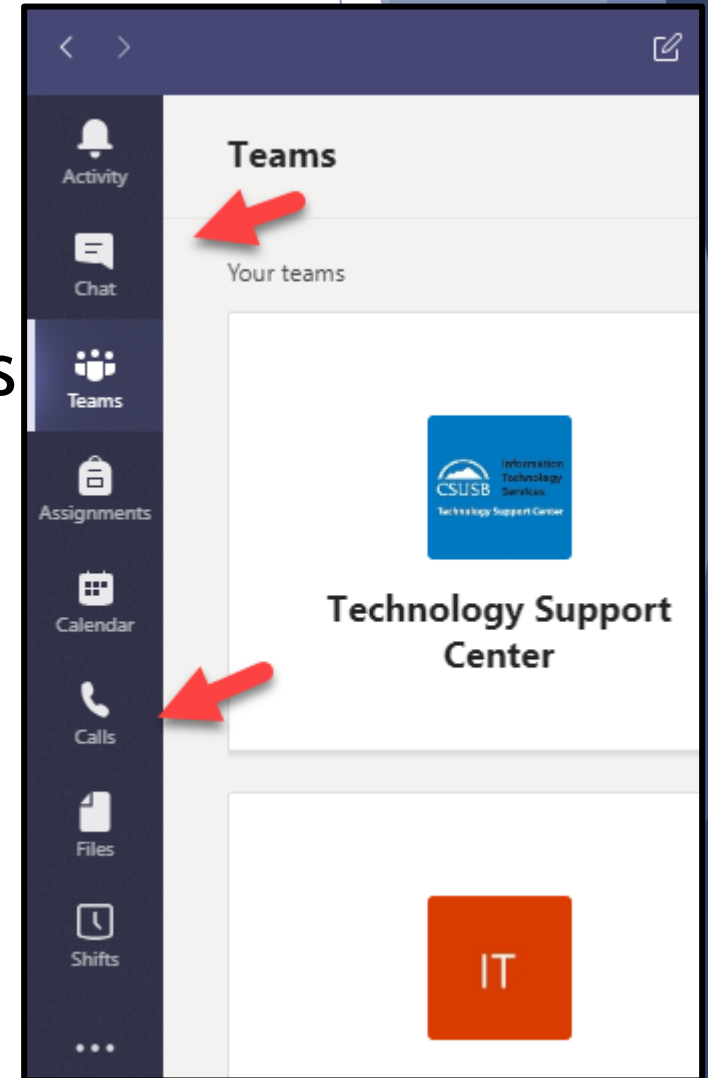 Activity
Teams
Chat
Your teams
s
Teams
CSUSB
Information
Technology
Services
Technology Support Center
Assignments
Technology Support
Center
Calendar
Calls
Files
Shifts
IT